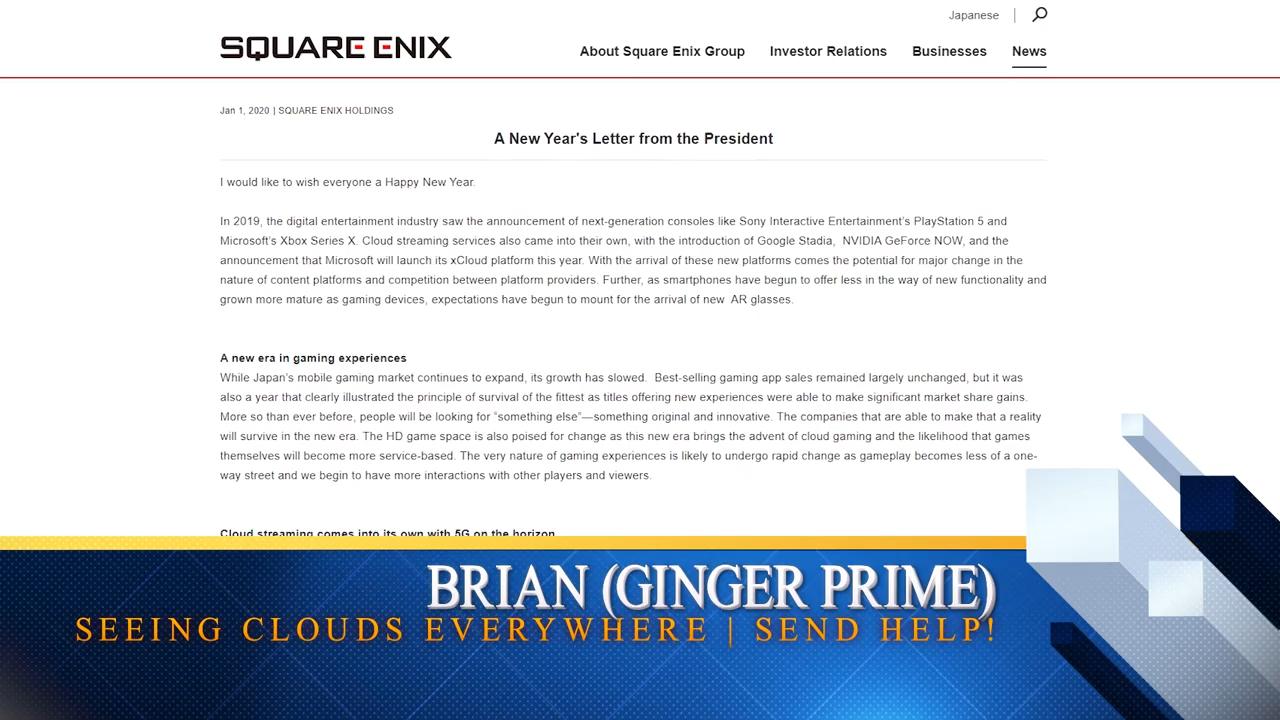 Japanese
SQUARE ENIX
About Square Enix Group Investor Relations Businesses News
Jan 1, 2020 | SQUARE ENIX HOLDINGS
A New Year's Letter from the President
I would like to wish everyone a Happy New Year.
In 2019, the digital entertainment industry saw the announcement of next-generation consoles like Sony Interactive Entertainment's PlayStation 5 and
Microsoft's Xbox Series X. Cloud streaming services also came into their own, with the introduction of Google Stadia, NVIDIA GeForce NOW, and the
announcement that Microsoft will launch its xCloud platform this year. With the arrival of these new platforms comes the potential for major change in the
nature of content platforms and competition between platform providers. Further, as smartphones have begun to offer less in the way of new functionality and
grown more mature as gaming devices, expectations have begun to mount for the arrival of new AR glasses.
A new era in gaming experiences
While Japan's mobile gaming market continues to expand, its growth has slowed. Best-selling gaming app sales remained largely unchanged, but it was
also a year that clearly illustrated the principle of survival of the fittest as titles offering new experiences were able to make significant market share gains.
More so than ever before, people will be looking for “something else”—something original and innovative. The companies that are able to make that a reality
will survive in the new era. The HD game space is also poised for change as this new era brings the advent of cloud gaming and the likelihood that games
themselves will become more service-based. The very nature of gaming experiences is likely to undergo rapid change as gameplay becomes less of a one-
way street and we begin to have more interactions with other players and viewers.
Cloud streaming comes into its own with 5G on the horizon
BRIAN (GINGER PRIME)
SEEING CLOUDS EVERYWHERE | SEND HELP!